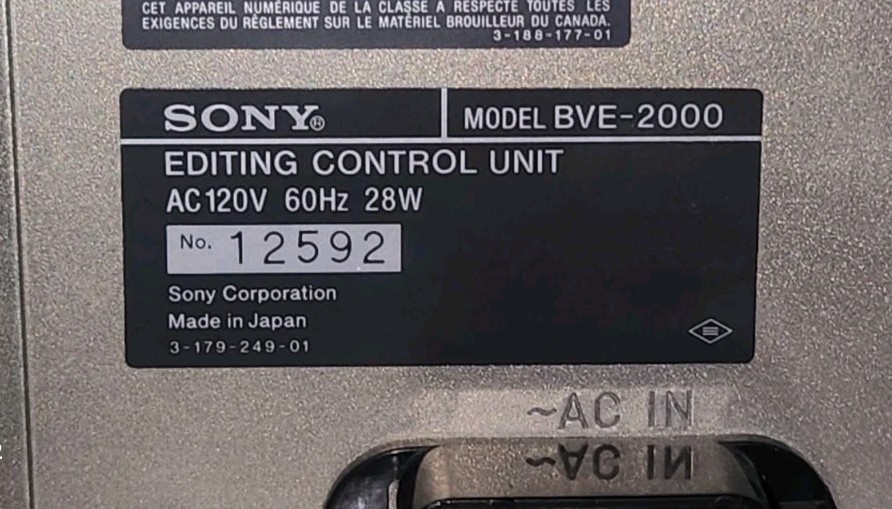 CET APPAREIL NUMÉRIQUE DE LA CLASSE A RESPECTE TOUTES LES
EXIGENCES DU RÈGLEMENT SUR LE MATÉRIEL BROUILLEUR DU CANADA.
3-188-177-01
SONY®
MODEL BVE-2000
EDITING CONTROL UNIT
AC120V 60Hz 28W
No. 12592
Sony Corporation
Made in Japan
3-179-249-01
~AC IN